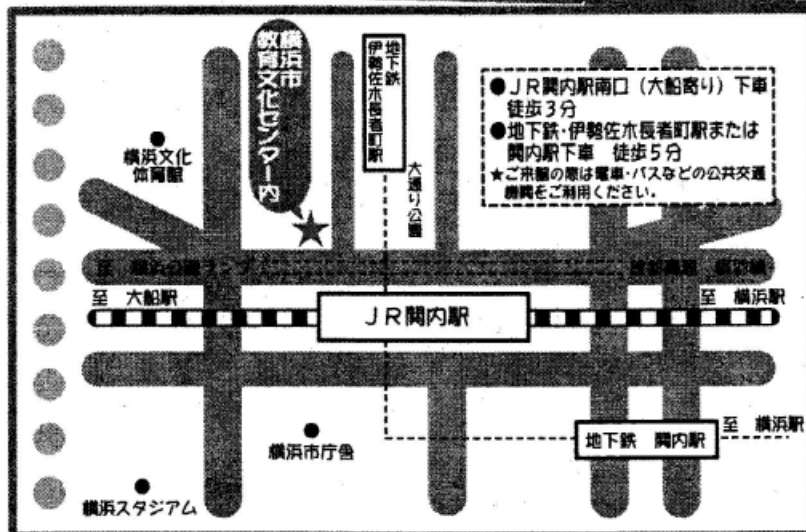 横浜市
教育文化センター内
地下鉄
伊勢佐木長者町駅
●JR関内駅南口（大船寄り）下車
徒歩3分
●地下鉄・伊勢佐木長者町駅または
関内駅下車　徒歩5分
★ご来館の際は電車・バスなどの公共交通
機関をご利用ください。
横浜文化
体育館
大通り公園
至　横浜公園ランプ
至　大船駅
至　横浜駅
JR関内駅
横浜市庁舎
地下鉄　関内駅
至　横浜駅
横浜スタジアム